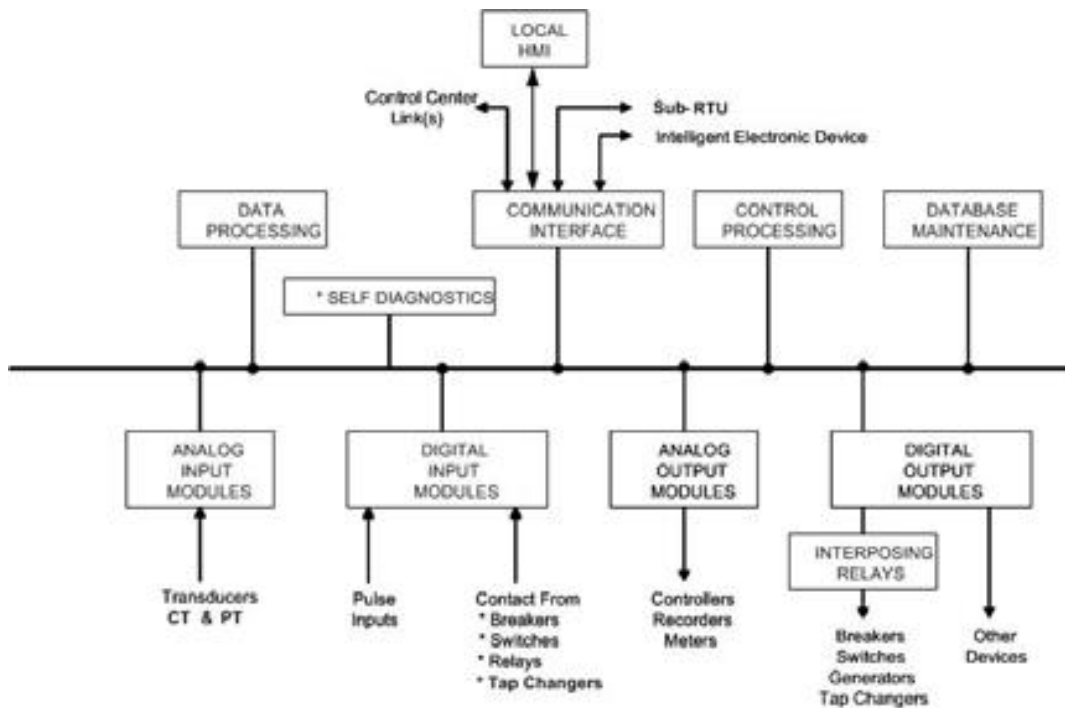 LOCAL
HMI
Control Center
Link(s)
Sub- RTU
Intelligent Electronic Device
DATA
PROCESSING
COMMUNICATION
INTERFACE
CONTROL
PROCESSING
DATABASE
MAINTENANCE
* SELF DIAGNOSTICS
ANALOG
INPUT
MODULES
DIGITAL
INPUT
MODULES
ANALOG
OUTPUT
MODULES
DIGITAL
OUTPUT
MODULES
INTERPOSING
RELAYS
Transducers
CT & PT
Pulse
Inputs
Contact From
* Breakers
* Switches
* Relays
* Tap Changers
Controllers
Recorders
Meters
Breakers
Switches
Generators
Tap Changers
Other
Devices